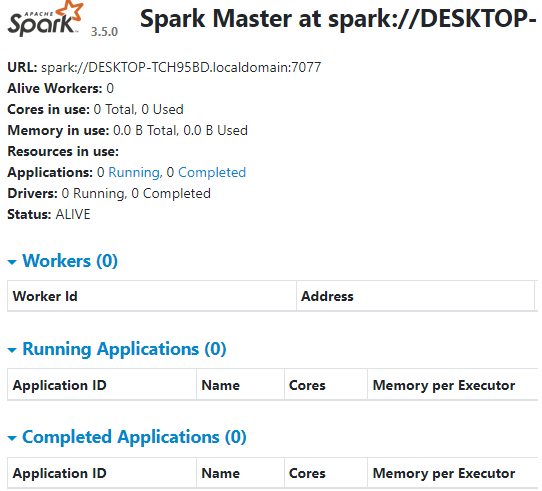 APACHE
Spark 3.5.0 Spark Master at spark://DESKTOP-
URL: spark://DESKTOP-TCH95BD.localdomain:7077
Alive Workers: 0
Cores in use: 0 Total, 0 Used
Memory in use: 0.0 B Total, 0.0 B Used
Resources in use:
Applications: 0 Running, 0 Completed
Drivers: 0 Running, 0 Completed
Status: ALIVE
Workers (0)
Worker Id Address
Running Applications (0)
Application ID Name Cores Memory per Executor
Completed Applications (0)
Application ID Name Cores Memory per Executor